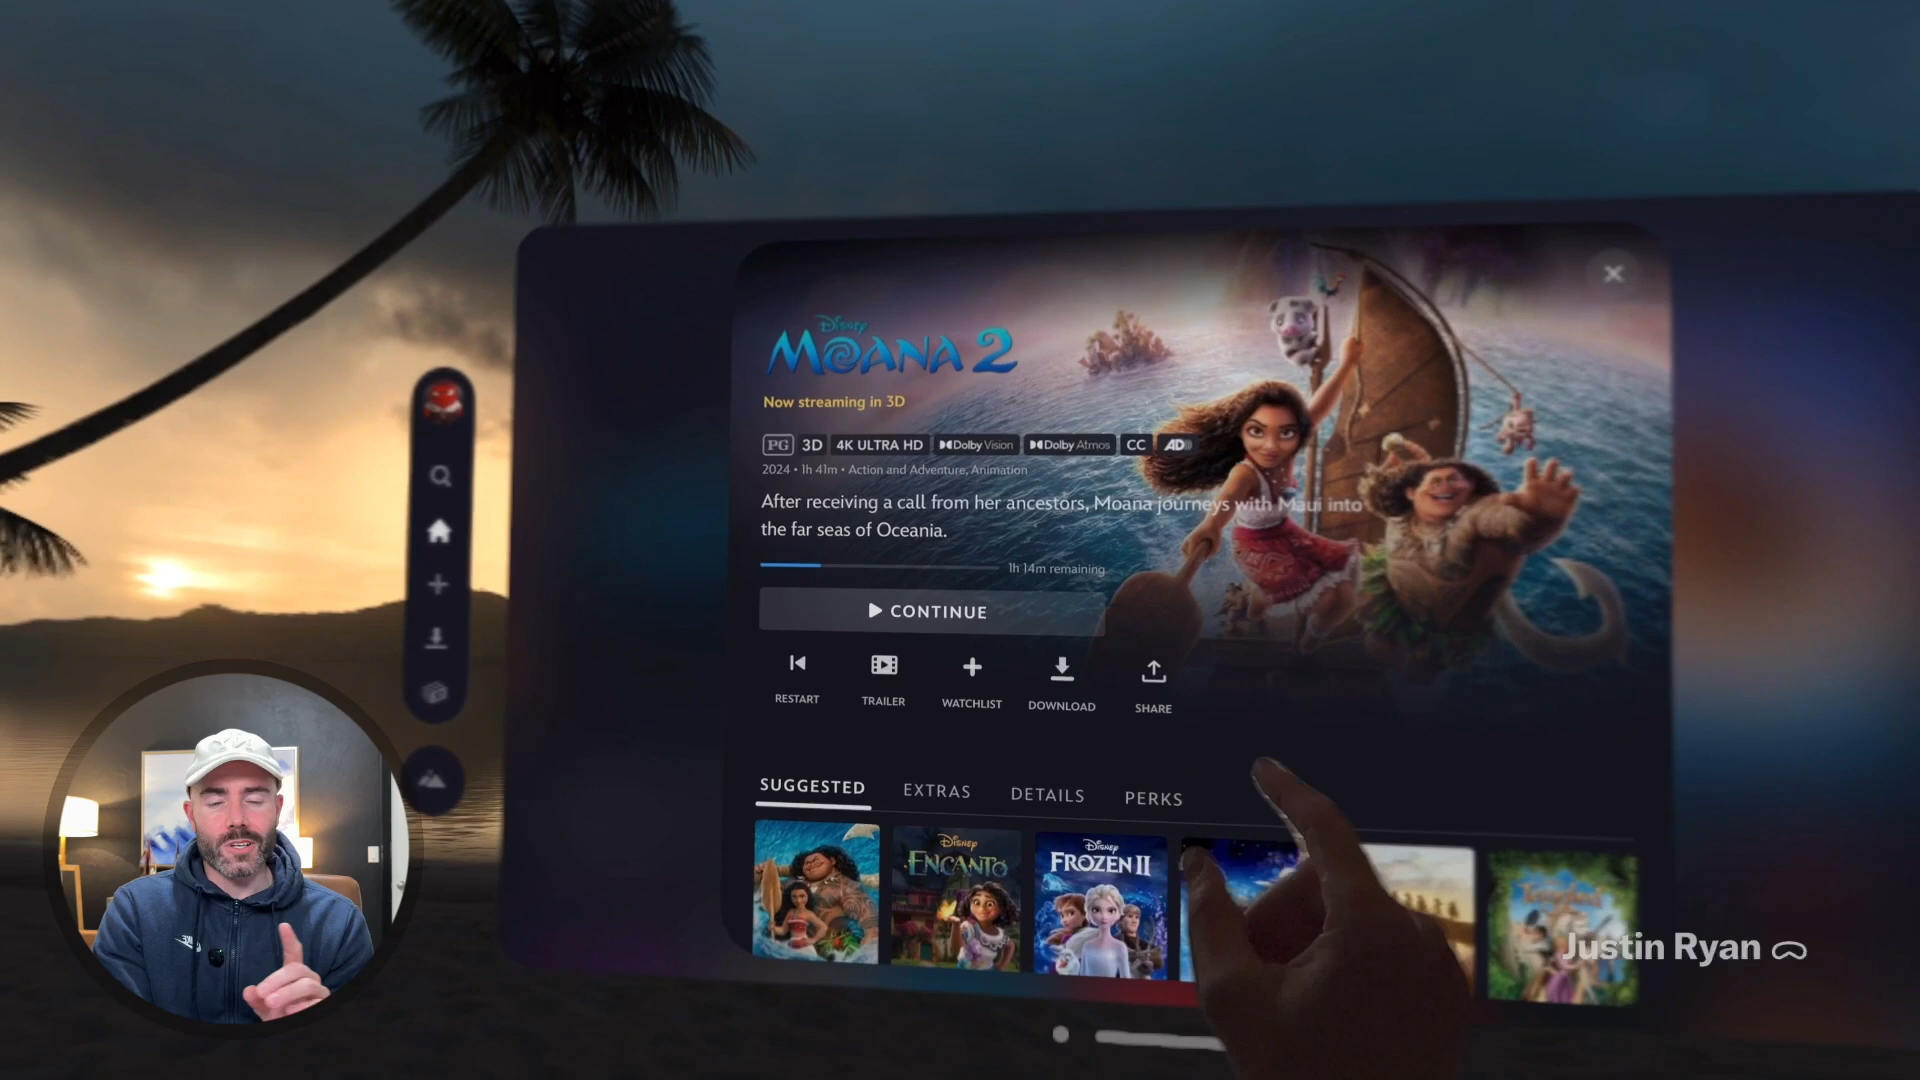 Disney
MOANA 2
Now streaming in 3D
PG 3D 4K ULTRA HD Dolby Vision Dolby Atmos CC AD
2024 • 1h 41m • Action and Adventure, Animation
After receiving a call from her ancestors, Moana journeys with Maui into
the far seas of Oceania.
1h 14m remaining
CONTINUE
RESTART TRAILER WATCHLIST DOWNLOAD SHARE
SUGGESTED EXTRAS DETAILS PERKS
Disney
ENCANTO
Disney
FROZEN II
Justin Ryan